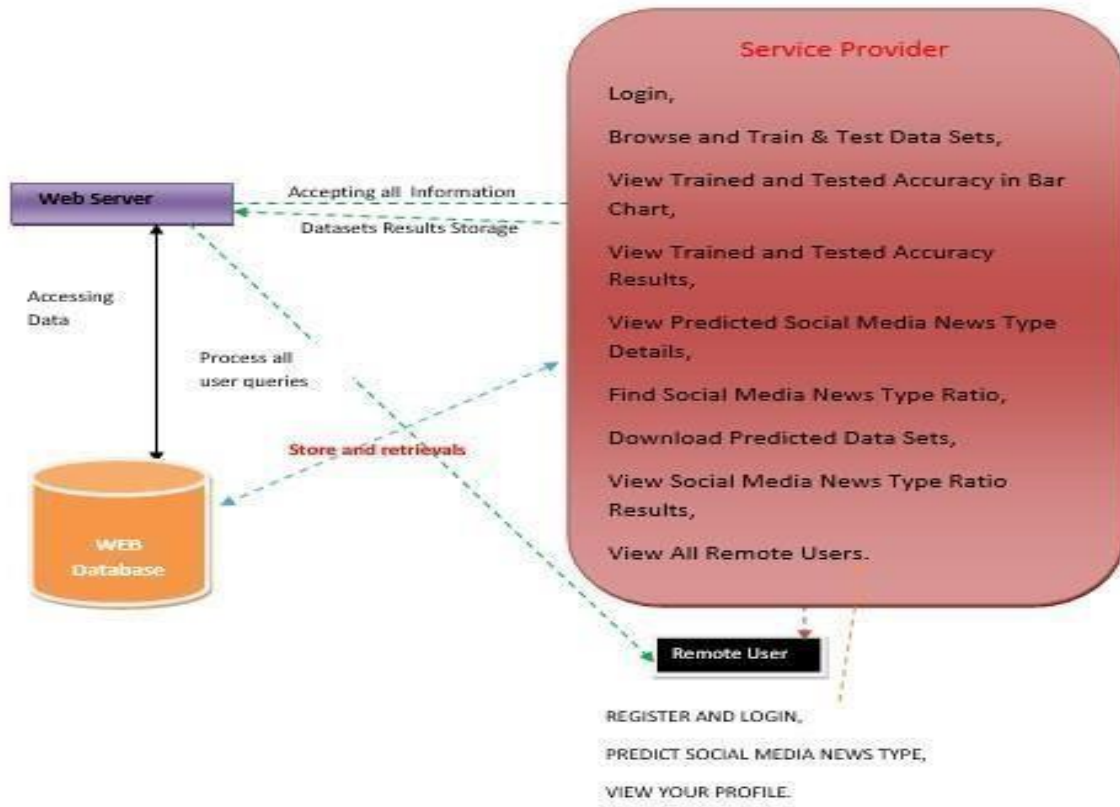 Service Provider
Login,
Browse and Train & Test Data Sets,
View Trained and Tested Accuracy in Bar
Chart,
View Trained and Tested Accuracy
Results,
View Predicted Social Media News Type
Details,
Find Social Media News Type Ratio,
Download Predicted Data Sets,
View Social Media News Type Ratio
Results,
View All Remote Users.
Web Server
Accepting all Information
Datasets Results Storage
Accessing
Data
Process all
user queries
Store and retrievals
WEB
Database
Remote User
REGISTER AND LOGIN,
PREDICT SOCIAL MEDIA NEWS TYPE,
VIEW YOUR PROFILE.